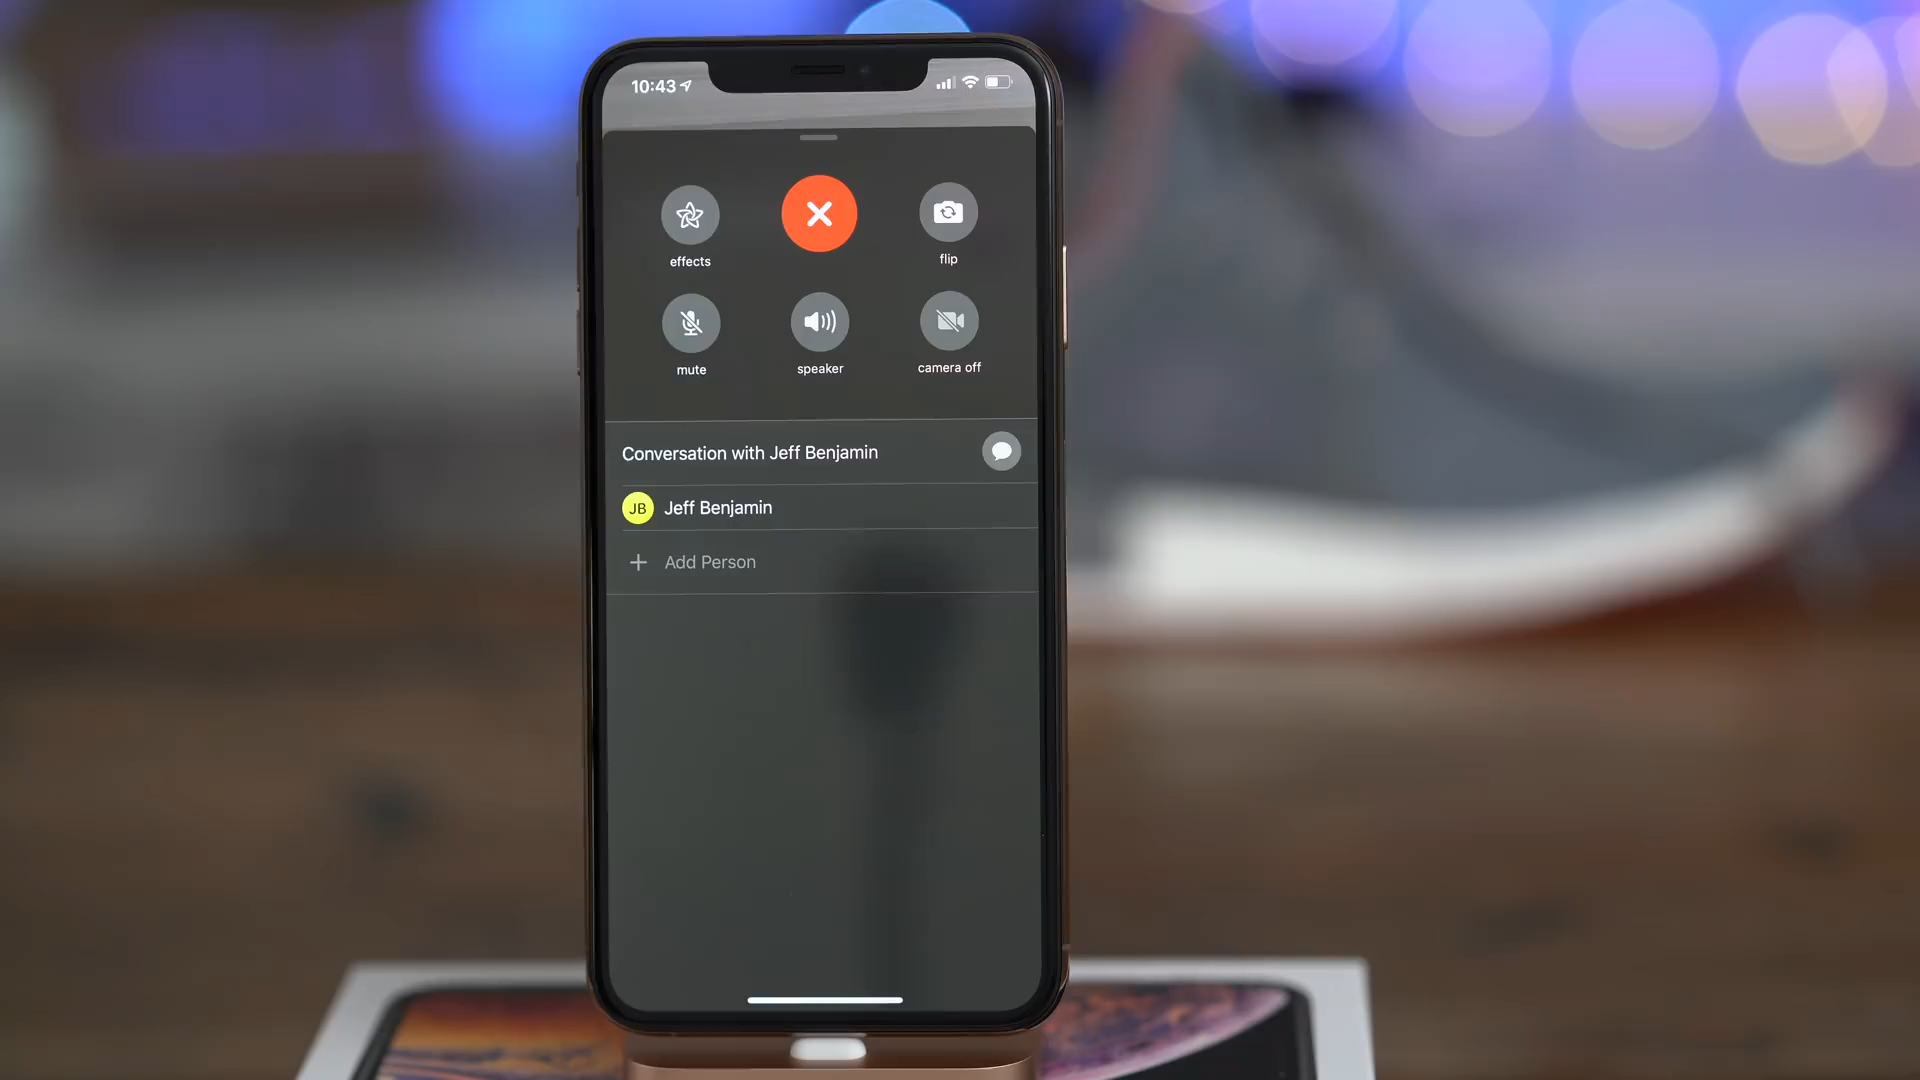 10:43
effects
flip
mute
speaker
camera off
Conversation with Jeff Benjamin
JB
Jeff Benjamin
+ Add Person